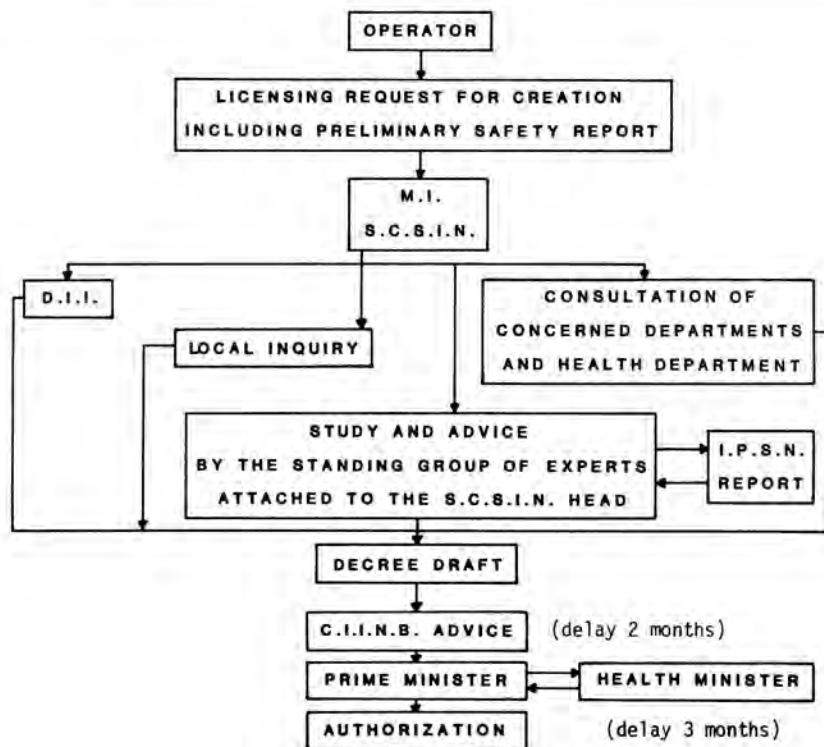 OPERATOR
LICENSING REQUEST FOR CREATION
INCLUDING PRELIMINARY SAFETY REPORT
M.I.
S.C.S.I.N.
D.I.I.
LOCAL INQUIRY
CONSULTATION OF
CONCERNED DEPARTMENTS
AND HEALTH DEPARTMENT
STUDY AND ADVICE
BY THE STANDING GROUP OF EXPERTS
ATTACHED TO THE S.C.S.I.N. HEAD
I.P.S.N.
REPORT
DECREE DRAFT
C.I.I.N.B. ADVICE (delay 2 months)
PRIME MINISTER HEALTH MINISTER
AUTHORIZATION (delay 3 months)